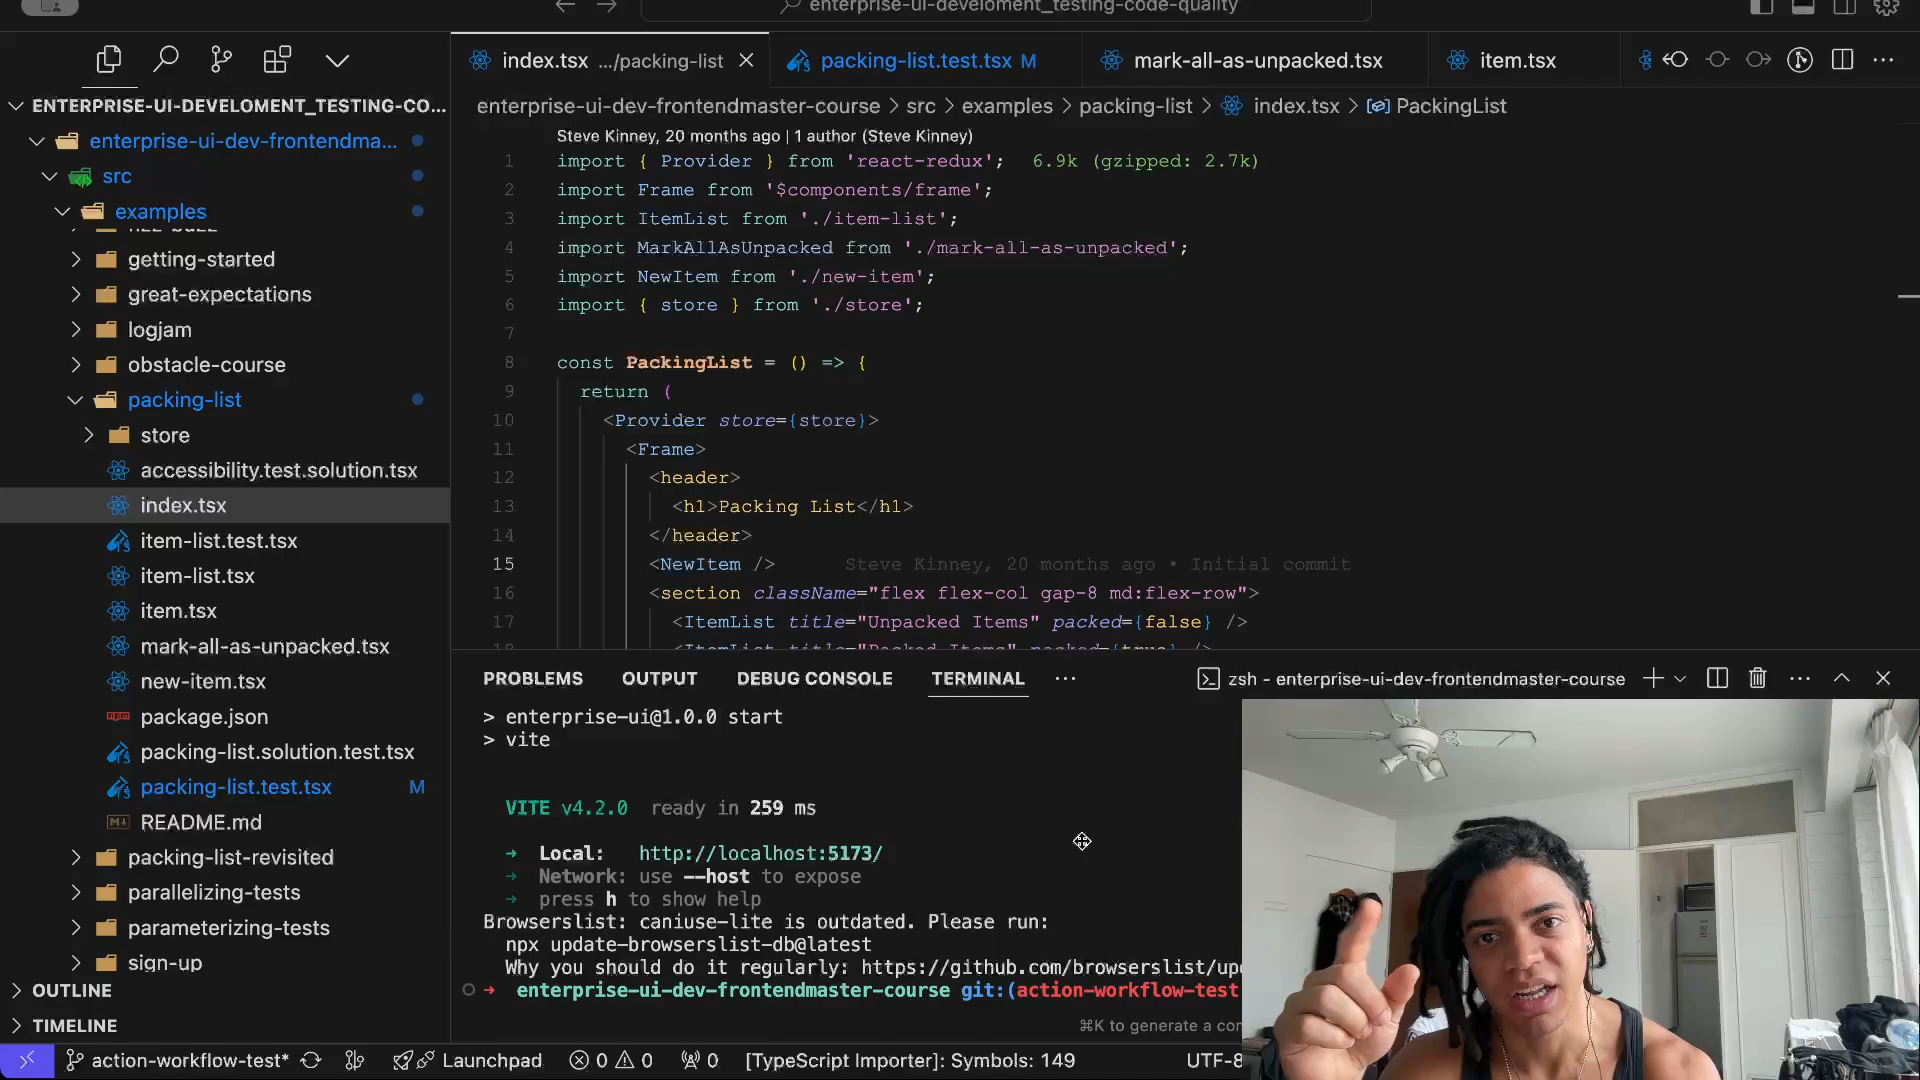 enterprise-ui-develoment_testing-code-quality
index.tsx .../packing-list
packing-list.test.tsx M
mark-all-as-unpacked.tsx
item.tsx
ENTERPRISE-UI-DEVELOMENT_TESTING-CO...
enterprise-ui-dev-frontendma...
src
examples
getting-started
great-expectations
logjam
obstacle-course
packing-list
store
accessibility.test.solution.tsx
index.tsx
item-list.test.tsx
item-list.tsx
item.tsx
mark-all-as-unpacked.tsx
new-item.tsx
package.json
packing-list.solution.test.tsx
packing-list.test.tsx M
README.md
packing-list-revisited
parallelizing-tests
parameterizing-tests
sign-up
OUTLINE
TIMELINE
enterprise-ui-dev-frontendmaster-course > src > examples > packing-list > index.tsx > PackingList
Steve Kinney, 20 months ago | 1 author (Steve Kinney)
1 import { Provider } from 'react-redux'; 6.9k (gzipped: 2.7k)
2 import Frame from '$components/frame';
3 import ItemList from './item-list';
4 import MarkAllAsUnpacked from './mark-all-as-unpacked';
5 import NewItem from './new-item';
6 import { store } from './store';
7
8 const PackingList = () => {
9 return (
10 <Provider store={store}>
11 <Frame>
12 <header>
13 <h1>Packing List</h1>
14 </header>
15 <NewItem /> Steve Kinney, 20 months ago • Initial commit
16 <section className="flex flex-col gap-8 md:flex-row">
17 <ItemList title="Unpacked Items" packed={false} />
18 <ItemList title="Packed Items" packed={true} />
PROBLEMS OUTPUT DEBUG CONSOLE TERMINAL ...
zsh - enterprise-ui-dev-frontendmaster-course
> enterprise-ui@1.0.0 start
> vite
VITE v4.2.0 ready in 259 ms
→ Local: http://localhost:5173/
→ Network: use --host to expose
→ press h to show help
Browserslist: caniuse-lite is outdated. Please run:
npx update-browserslist-db@latest
Why you should do it regularly: https://github.com/browserslist/upd
→ enterprise-ui-dev-frontendmaster-course git:(action-workflow-test
⌘K to generate a com
action-workflow-test* Launchpad 0 0 0 [TypeScript Importer]: Symbols: 149 UTF-8